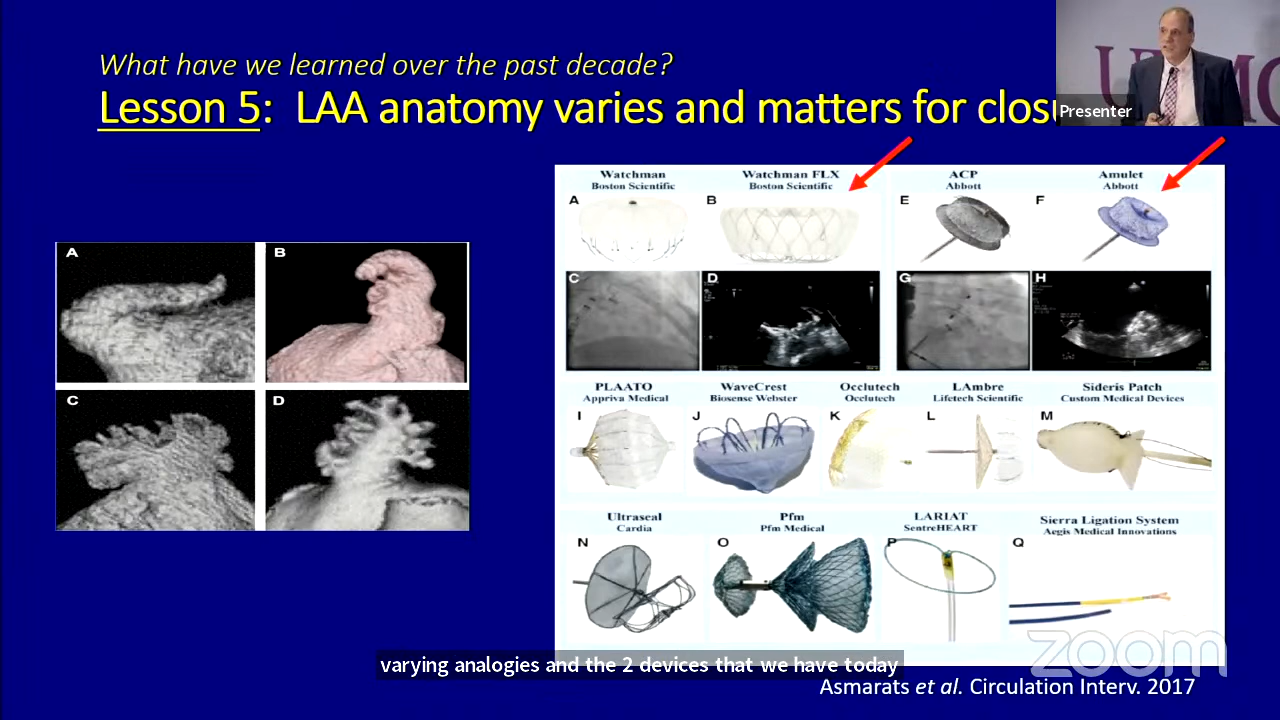 What have we learned over the past decade?
Lesson 5: LAA anatomy varies and matters for closu
Presenter
A
B
C
D
Watchman
Boston Scientific
Watchman FLX
Boston Scientific
ACP
Abbott
Amulet
Abbott
A
B
E
F
C
D
G
H
PLAATO
Appriva Medical
WaveCrest
Biosense Webster
Occlutech
Occlutech
LAmbre
Lifetech Scientific
Sideris Patch
Custom Medical Devices
I
J
K
L
M
Ultraseal
Cardia
Pfm
Pfm Medical
LARIAT
SentreHEART
Sierra Ligation System
Aegis Medical Innovations
N
O
P
Q
zoom
varying analogies and the 2 devices that we have today
Asmarats et al. Circulation Interv. 2017